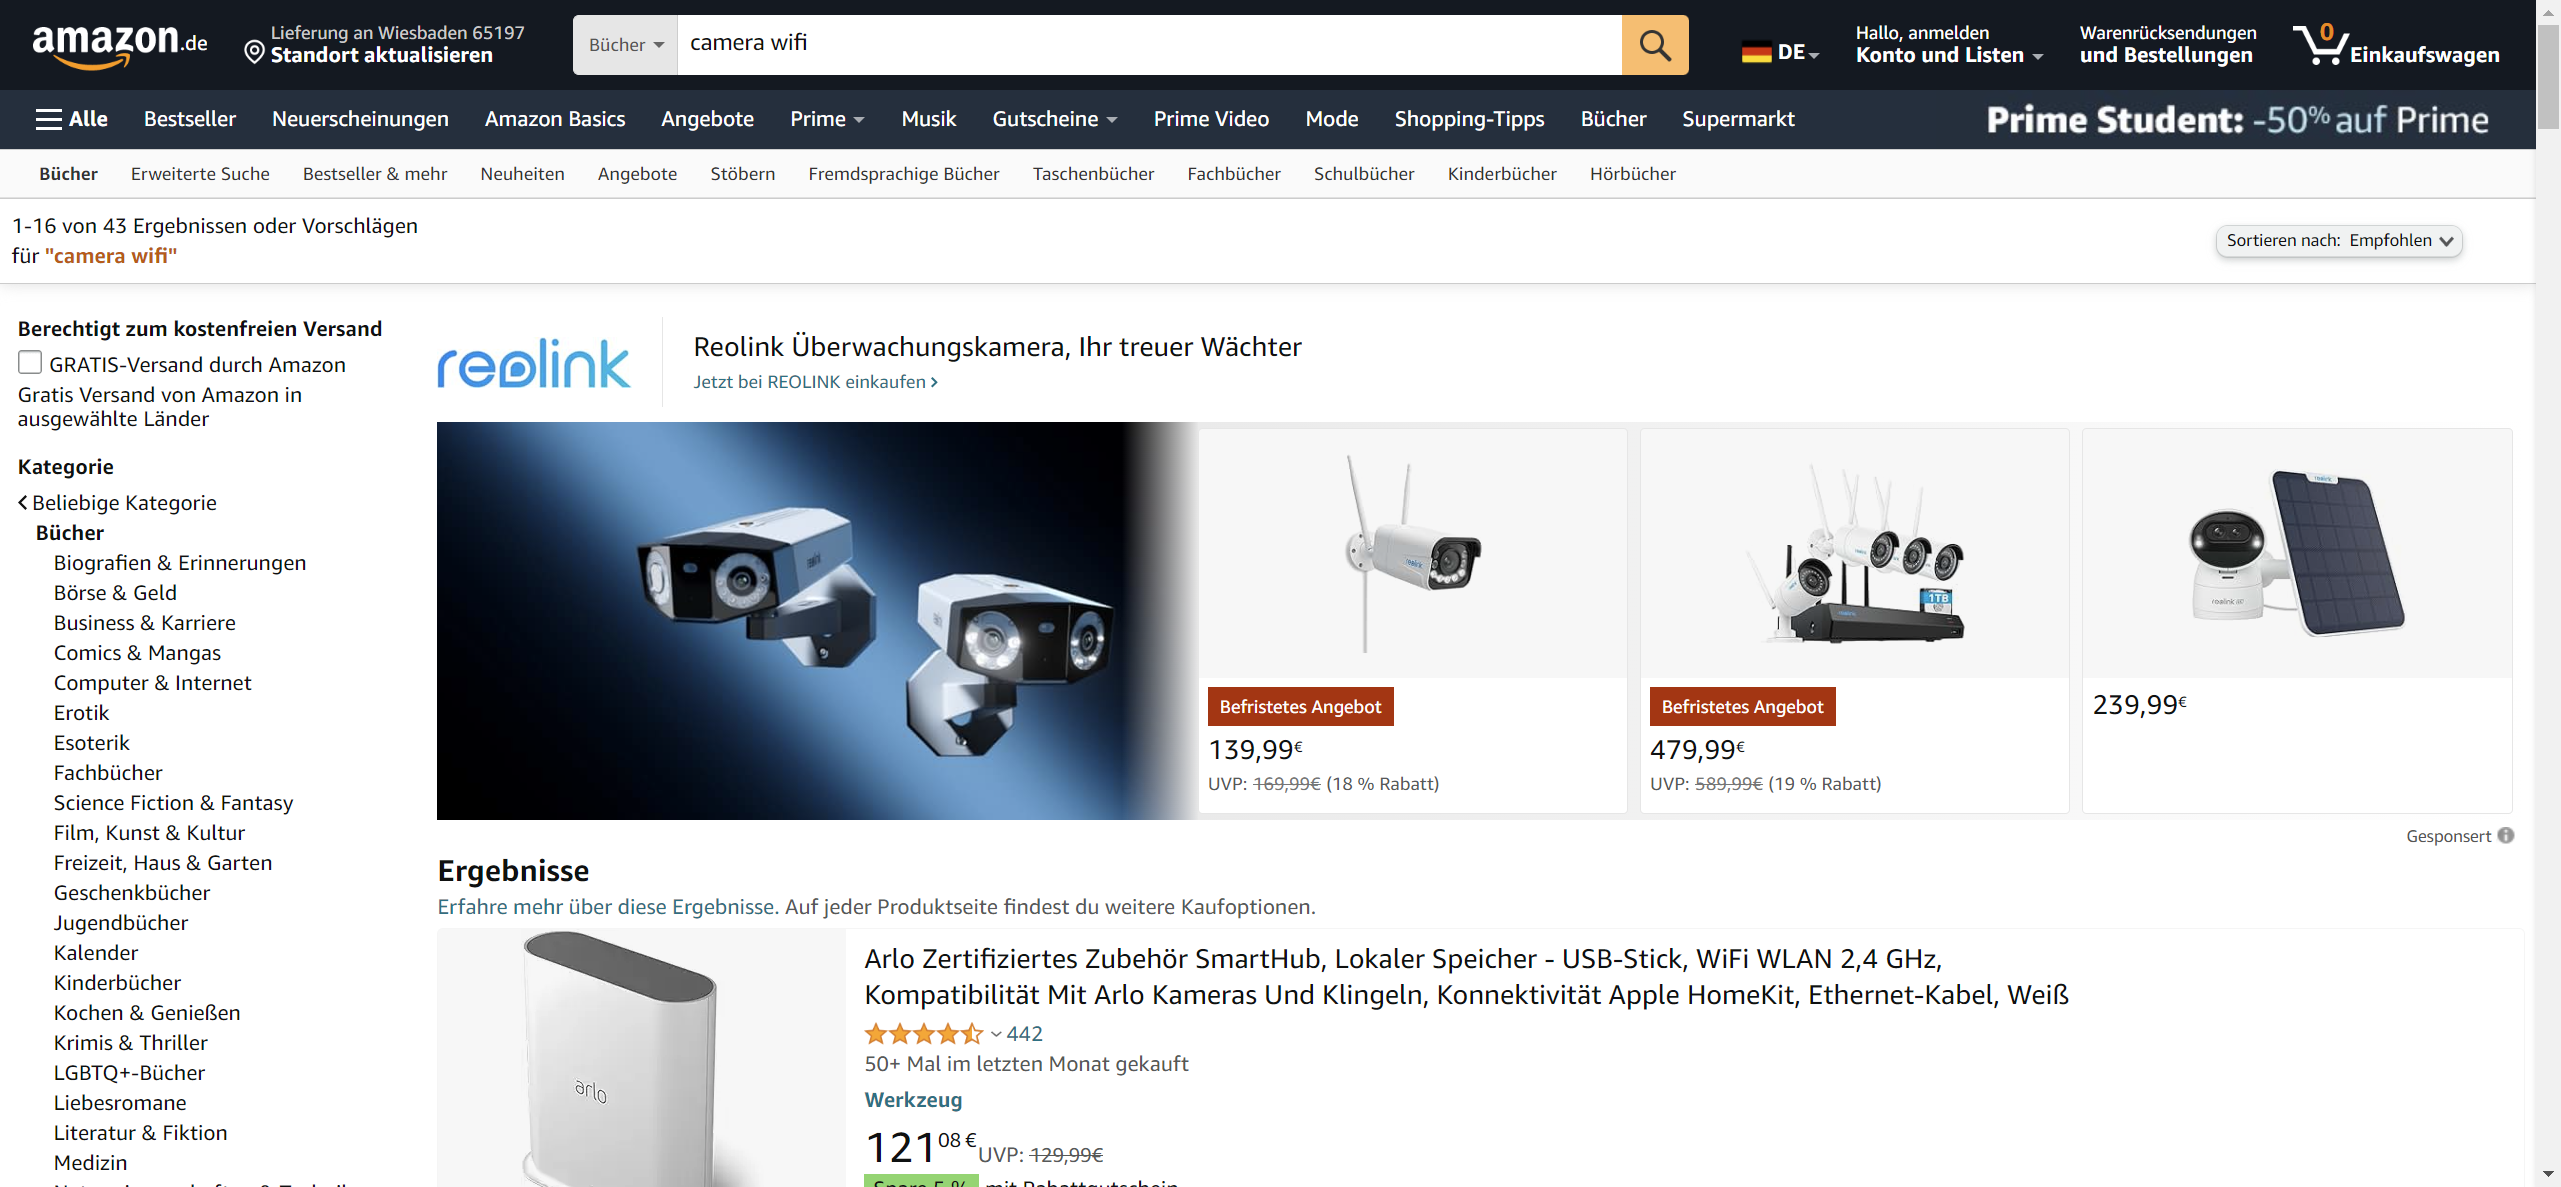 amazon.de
Lieferung an Wiesbaden 65197
Standort aktualisieren
Bücher
camera wifi
DE
Hallo, anmelden
Konto und Listen
Warenrücksendungen
und Bestellungen
0
Einkaufswagen
Alle
Bestseller
Neuerscheinungen
Amazon Basics
Angebote
Prime
Musik
Gutscheine
Prime Video
Mode
Shopping-Tipps
Bücher
Supermarkt
Prime Student: -50% auf Prime
Bücher
Erweiterte Suche
Bestseller & mehr
Neuheiten
Angebote
Stöbern
Fremdsprachige Bücher
Taschenbücher
Fachbücher
Schulbücher
Kinderbücher
Hörbücher
1-16 von 43 Ergebnissen oder Vorschlägen
für "camera wifi"
Sortieren nach: Empfohlen
Berechtigt zum kostenfreien Versand
GRATIS-Versand durch Amazon
Gratis Versand von Amazon in
ausgewählte Länder
Kategorie
Beliebige Kategorie
Bücher
Biografien & Erinnerungen
Börse & Geld
Business & Karriere
Comics & Mangas
Computer & Internet
Erotik
Esoterik
Fachbücher
Science Fiction & Fantasy
Film, Kunst & Kultur
Freizeit, Haus & Garten
Geschenkbücher
Jugendbücher
Kalender
Kinderbücher
Kochen & Genießen
Krimis & Thriller
LGBTQ+-Bücher
Liebesromane
Literatur & Fiktion
Medizin
reolink
Reolink Überwachungskamera, Ihr treuer Wächter
Jetzt bei REOLINK einkaufen
Befristetes Angebot
139,99€
UVP: 169,99€ (18 % Rabatt)
1TB
Befristetes Angebot
479,99€
UVP: 589,99€ (19 % Rabatt)
reolink
239,99€
Gesponsert
Ergebnisse
Erfahre mehr über diese Ergebnisse. Auf jeder Produktseite findest du weitere Kaufoptionen.
arlo
Arlo Zertifiziertes Zubehör SmartHub, Lokaler Speicher - USB-Stick, WiFi WLAN 2,4 GHz,
Kompatibilität Mit Arlo Kameras Und Klingeln, Konnektivität Apple HomeKit, Ethernet-Kabel, Weiß
442
50+ Mal im letzten Monat gekauft
Werkzeug
121 08 € UVP: 129,99€
Spare 5 % mit Rabattgutschein